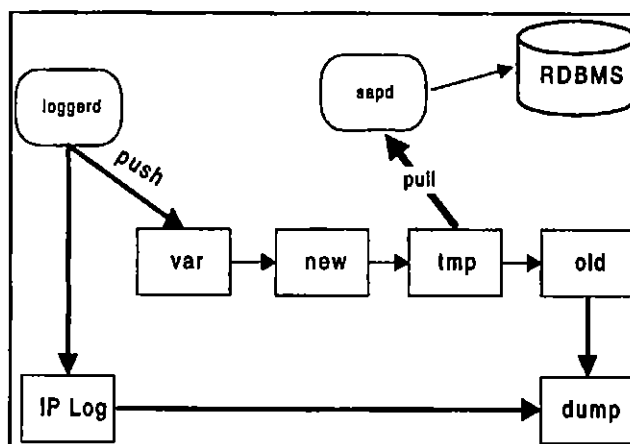 RDBMS
sapd
loggerd
push
pull
var
new
tmp
old
IP Log
dump